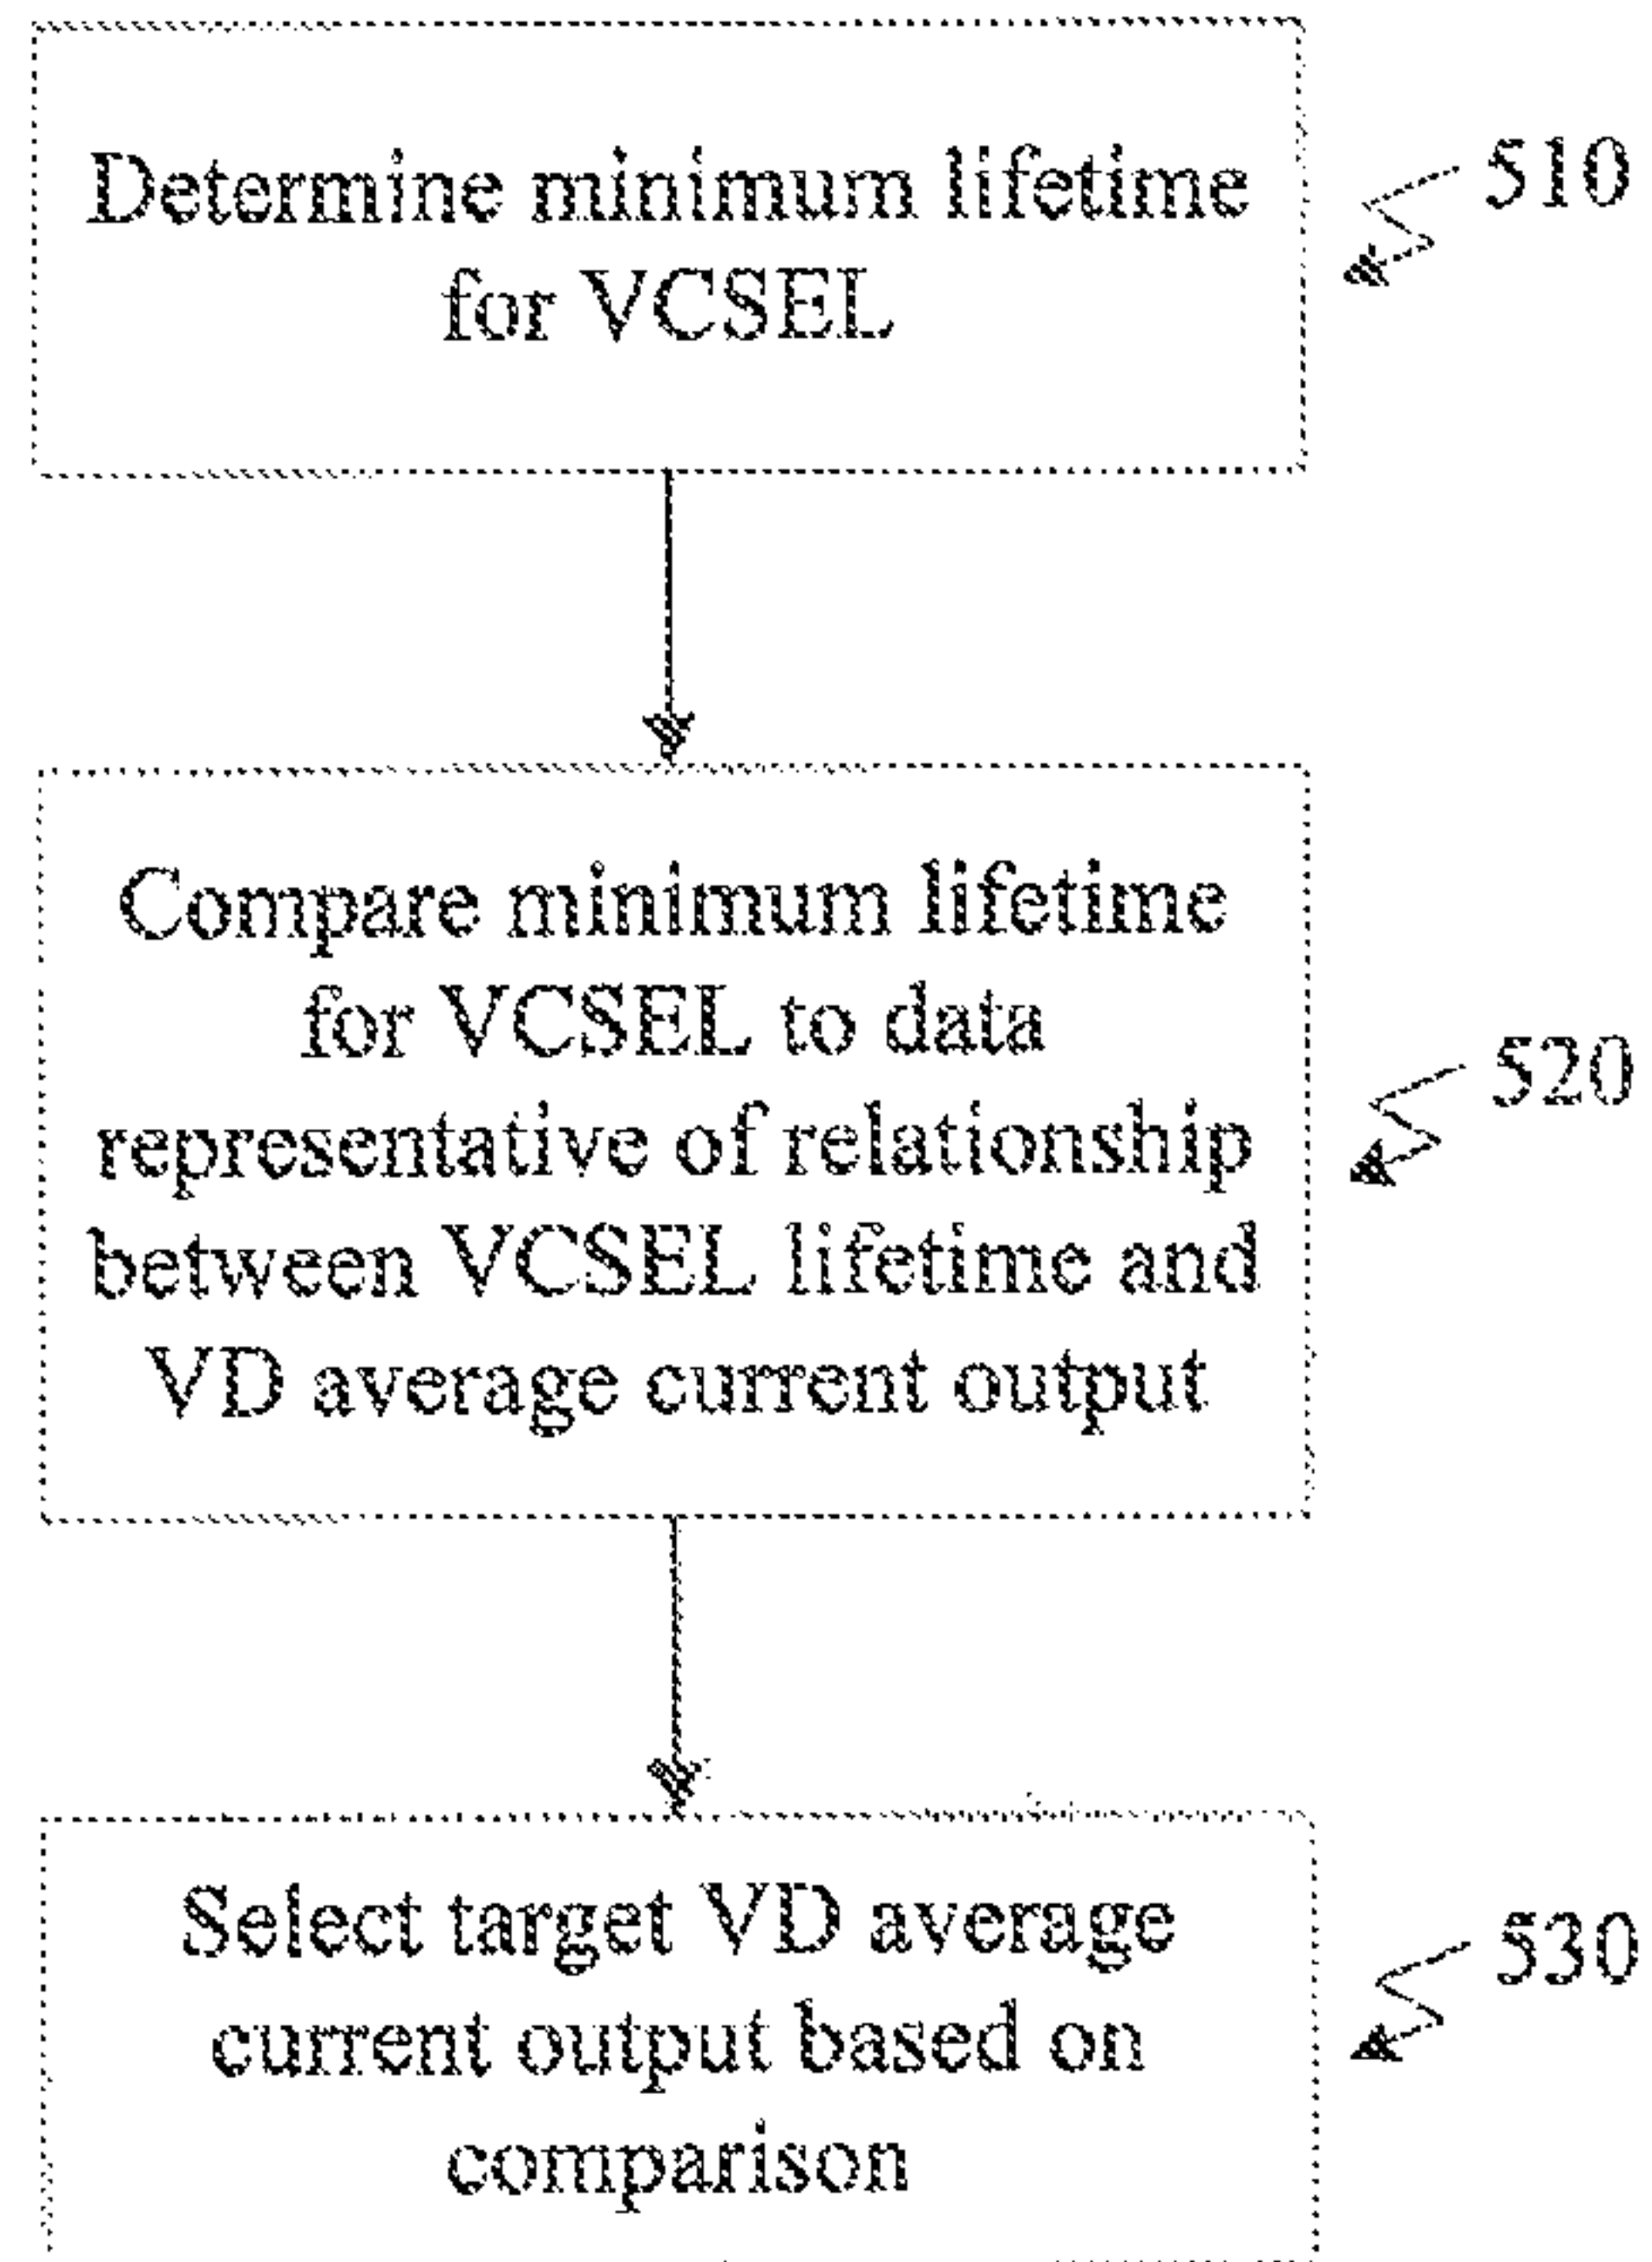 Determine minimum lifetime
for VCSEL
510
Compare minimum lifetime
for VCSEL to data
representative of relationship
between VCSEL lifetime and
VD average current output
520
Select target VD average
current output based on
comparison
530